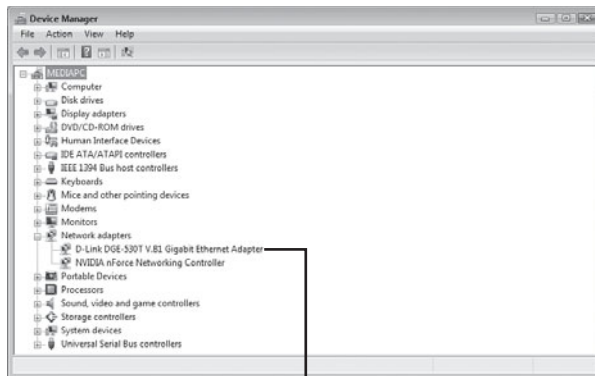 Device Manager
File Action View Help
MEDIAPC
Computer
Disk drives
Display adapters
DVD/CD-ROM drives
Human Interface Devices
IDE ATA/ATAPI controllers
IEEE 1394 Bus host controllers
Keyboards
Mice and other pointing devices
Modems
Monitors
Network adapters
D-Link DGE-530T V.B1 Gigabit Ethernet Adapter
NVIDIA nForce Networking Controller
Portable Devices
Processors
Sound, video and game controllers
Storage controllers
System devices
Universal Serial Bus controllers